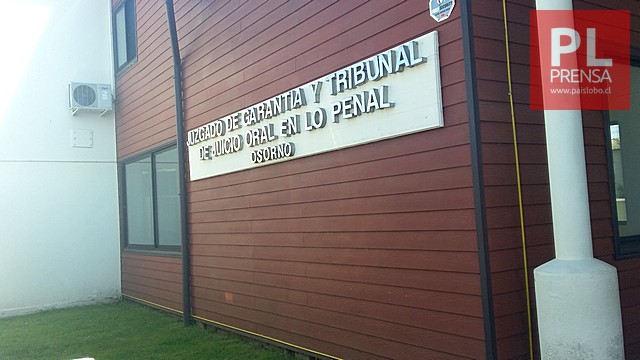 JUZGADO DE GARANTIA Y TRIBUNAL
DE JUICIO ORAL EN LO PENAL
OSORNO
PL
PRENSA
www.paislobo.cl